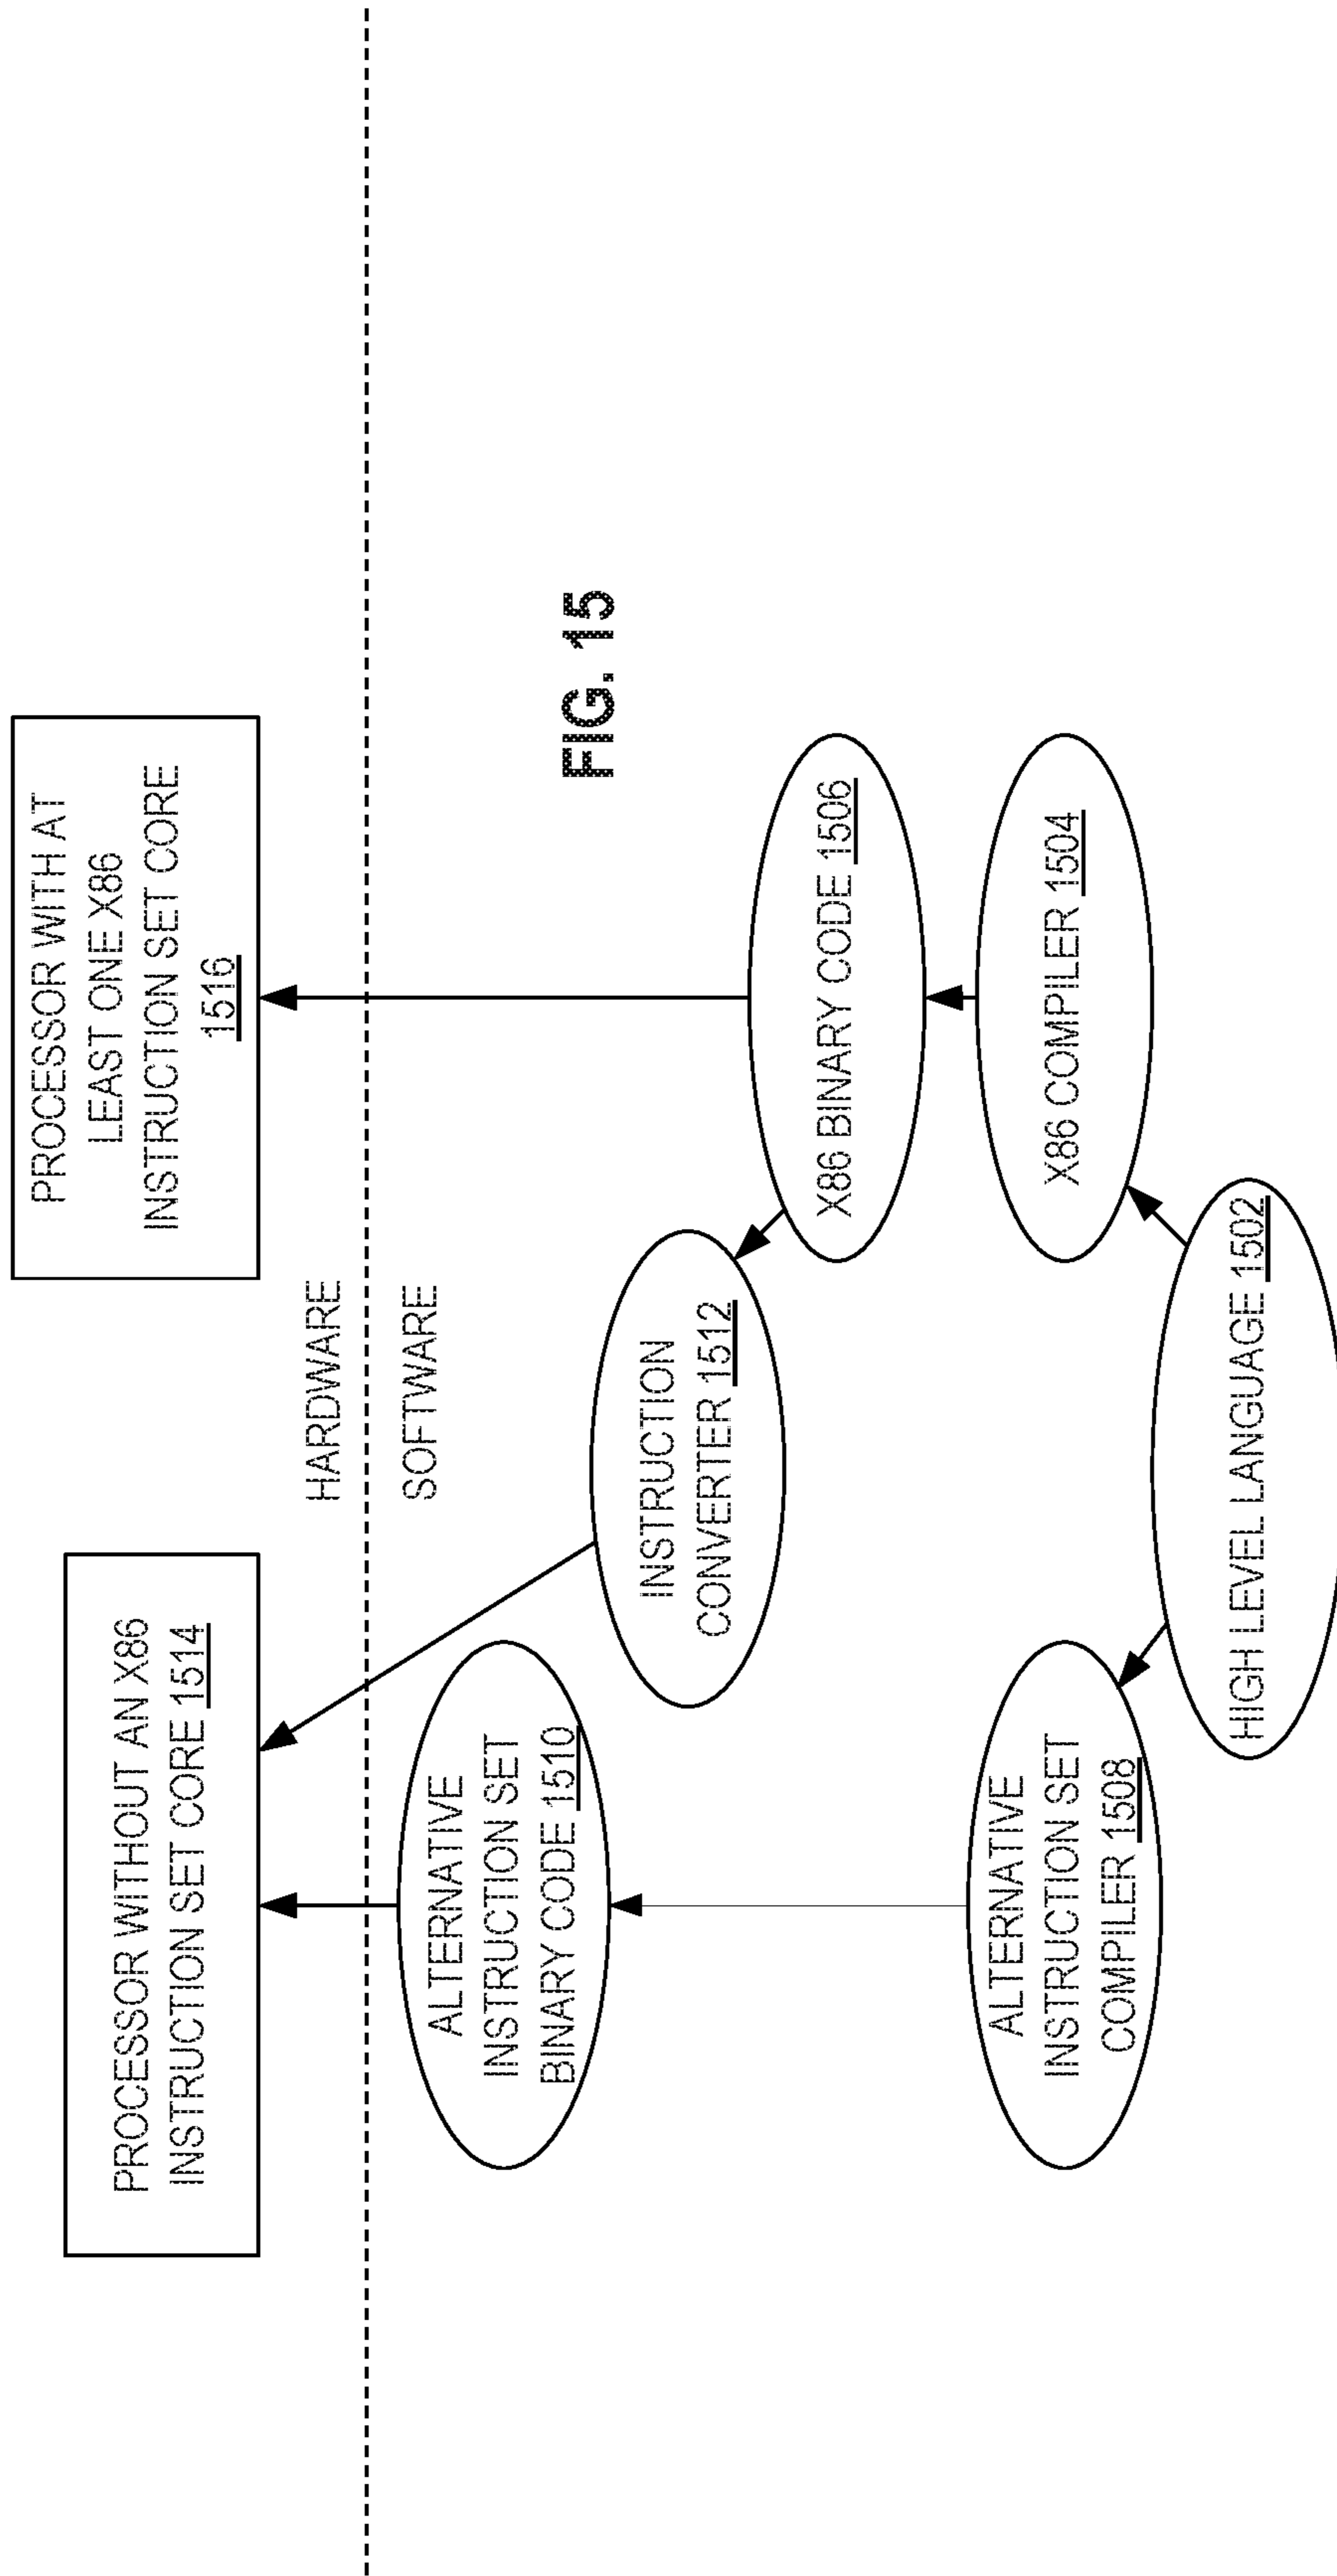 PROCESSOR WITHOUT AN X86
INSTRUCTION SET CORE 1514
PROCESSOR WITH AT
LEAST ONE X86
INSTRUCTION SET CORE
1516
HARDWARE
SOFTWARE
ALTERNATIVE
INSTRUCTION SET
BINARY CODE 1510
INSTRUCTION
CONVERTER 1512
FIG. 15
X86 BINARY CODE 1506
ALTERNATIVE
INSTRUCTION SET
COMPILER 1508
X86 COMPILER 1504
HIGH LEVEL LANGUAGE 1502